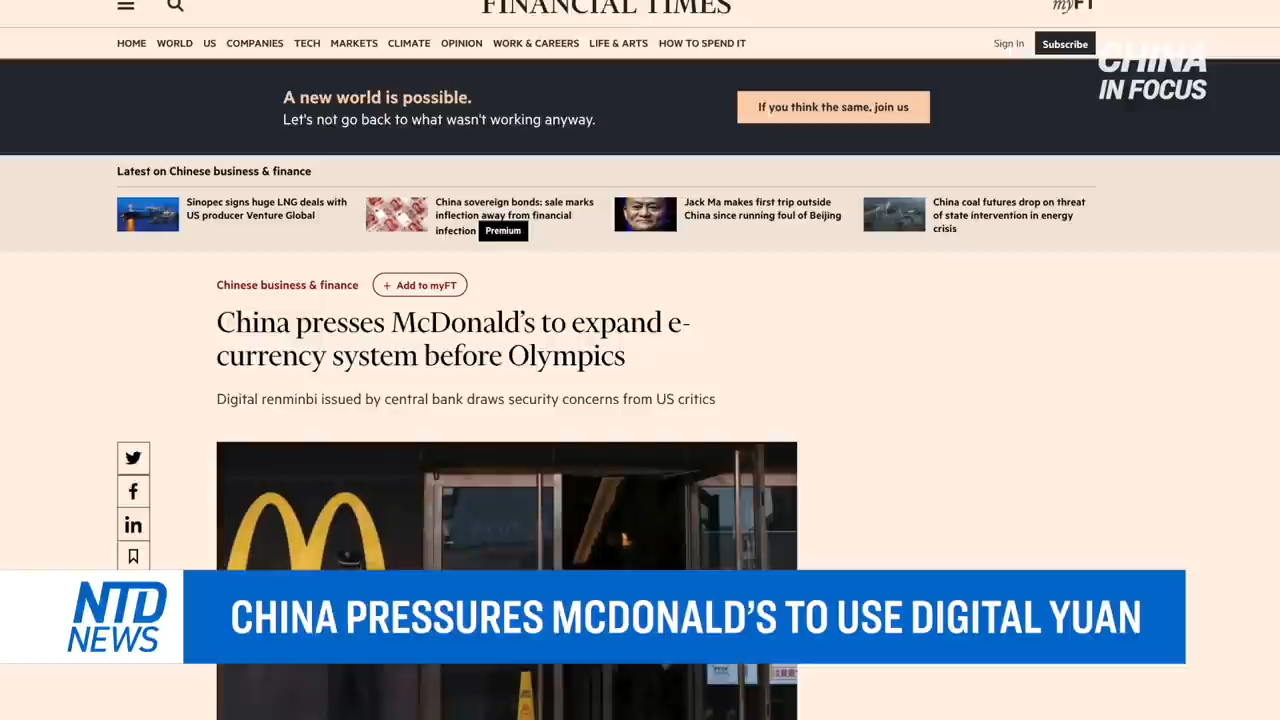 FINANCIAL TIMES
myFT
HOME WORLD US COMPANIES TECH MARKETS CLIMATE OPINION WORK & CAREERS LIFE & ARTS HOW TO SPEND IT
Sign In
Subscribe
CHINA
IN FOCUS
A new world is possible.
Let's not go back to what wasn't working anyway.
If you think the same, join us
Latest on Chinese business & finance
Sinopec signs huge LNG deals with
US producer Venture Global
China sovereign bonds: sale marks
inflection away from financial
infection Premium
Jack Ma makes first trip outside
China since running foul of Beijing
China coal futures drop on threat
of state intervention in energy
crisis
Chinese business & finance
+ Add to myFT
China presses McDonald’s to expand e-
currency system before Olympics
Digital renminbi issued by central bank draws security concerns from US critics
NTD
NEWS
CHINA PRESSURES MCDONALD’S TO USE DIGITAL YUAN